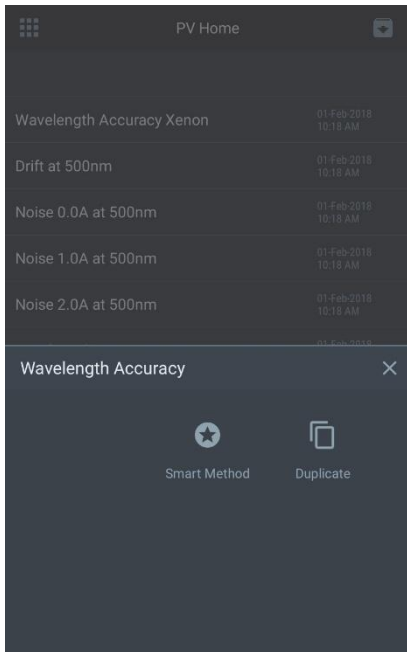 PV Home
Wavelength Accuracy Xenon
01-Feb-2018
10:18 AM
Drift at 500nm
01-Feb-2018
10:18 AM
Noise 0.0A at 500nm
01-Feb-2018
10:18 AM
Noise 1.0A at 500nm
01-Feb-2018
10:18 AM
Noise 2.0A at 500nm
01-Feb-2018
10:18 AM
01-Feb-2018
Wavelength Accuracy
Smart Method
Duplicate